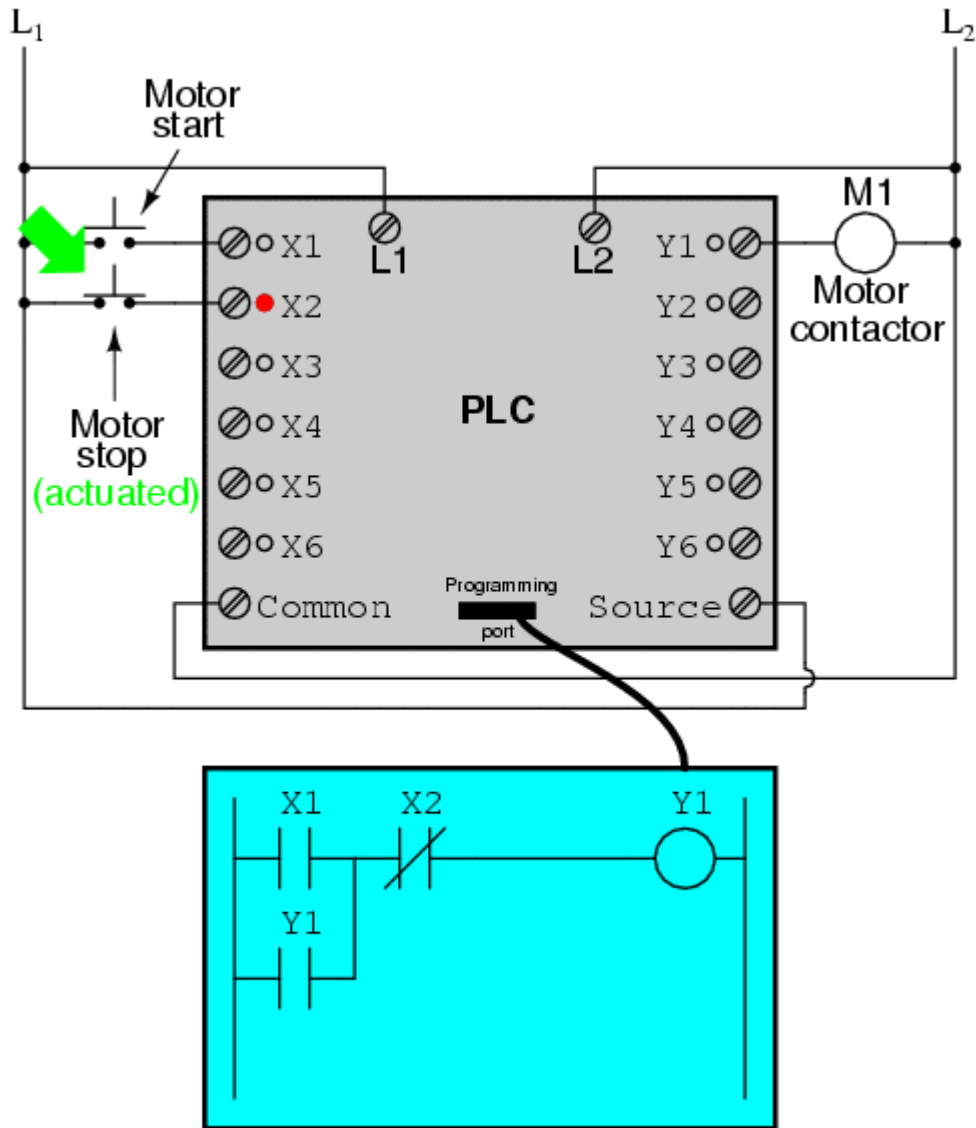 L1
L2
Motor
start
M1
X1
L1
L2
Y1
Motor
contactor
X2
Y2
X3
Y3
Motor
stop
(actuated)
X4
PLC
Y4
X5
Y5
X6
Y6
Common
Programming
port
Source
X1
X2
Y1
Y1